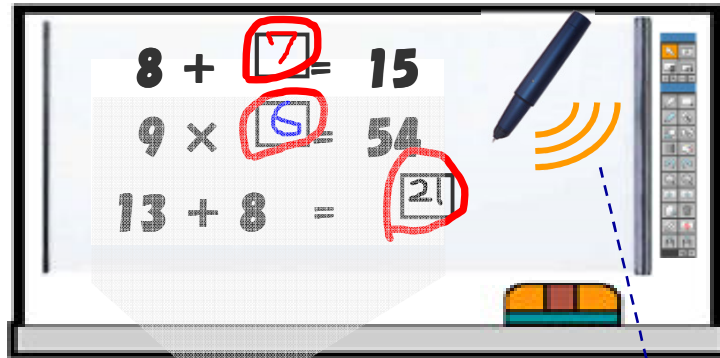 8 + 7 = 15
9 × 6 = 54
13 + 8 = 21